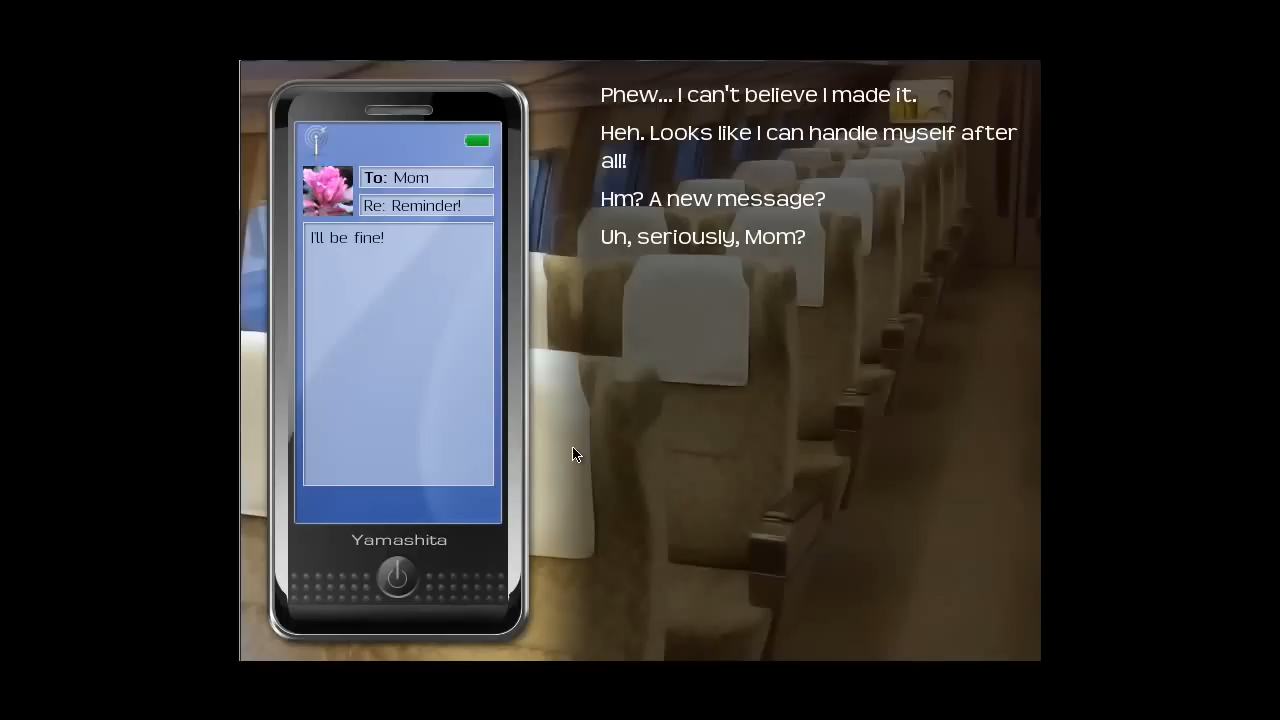 To: Mom
Re: Reminder!
I'll be fine!
Yamashita
Phew... I can't believe I made it.
Heh. Looks like I can handle myself after
all!
Hm? A new message?
Uh, seriously, Mom?